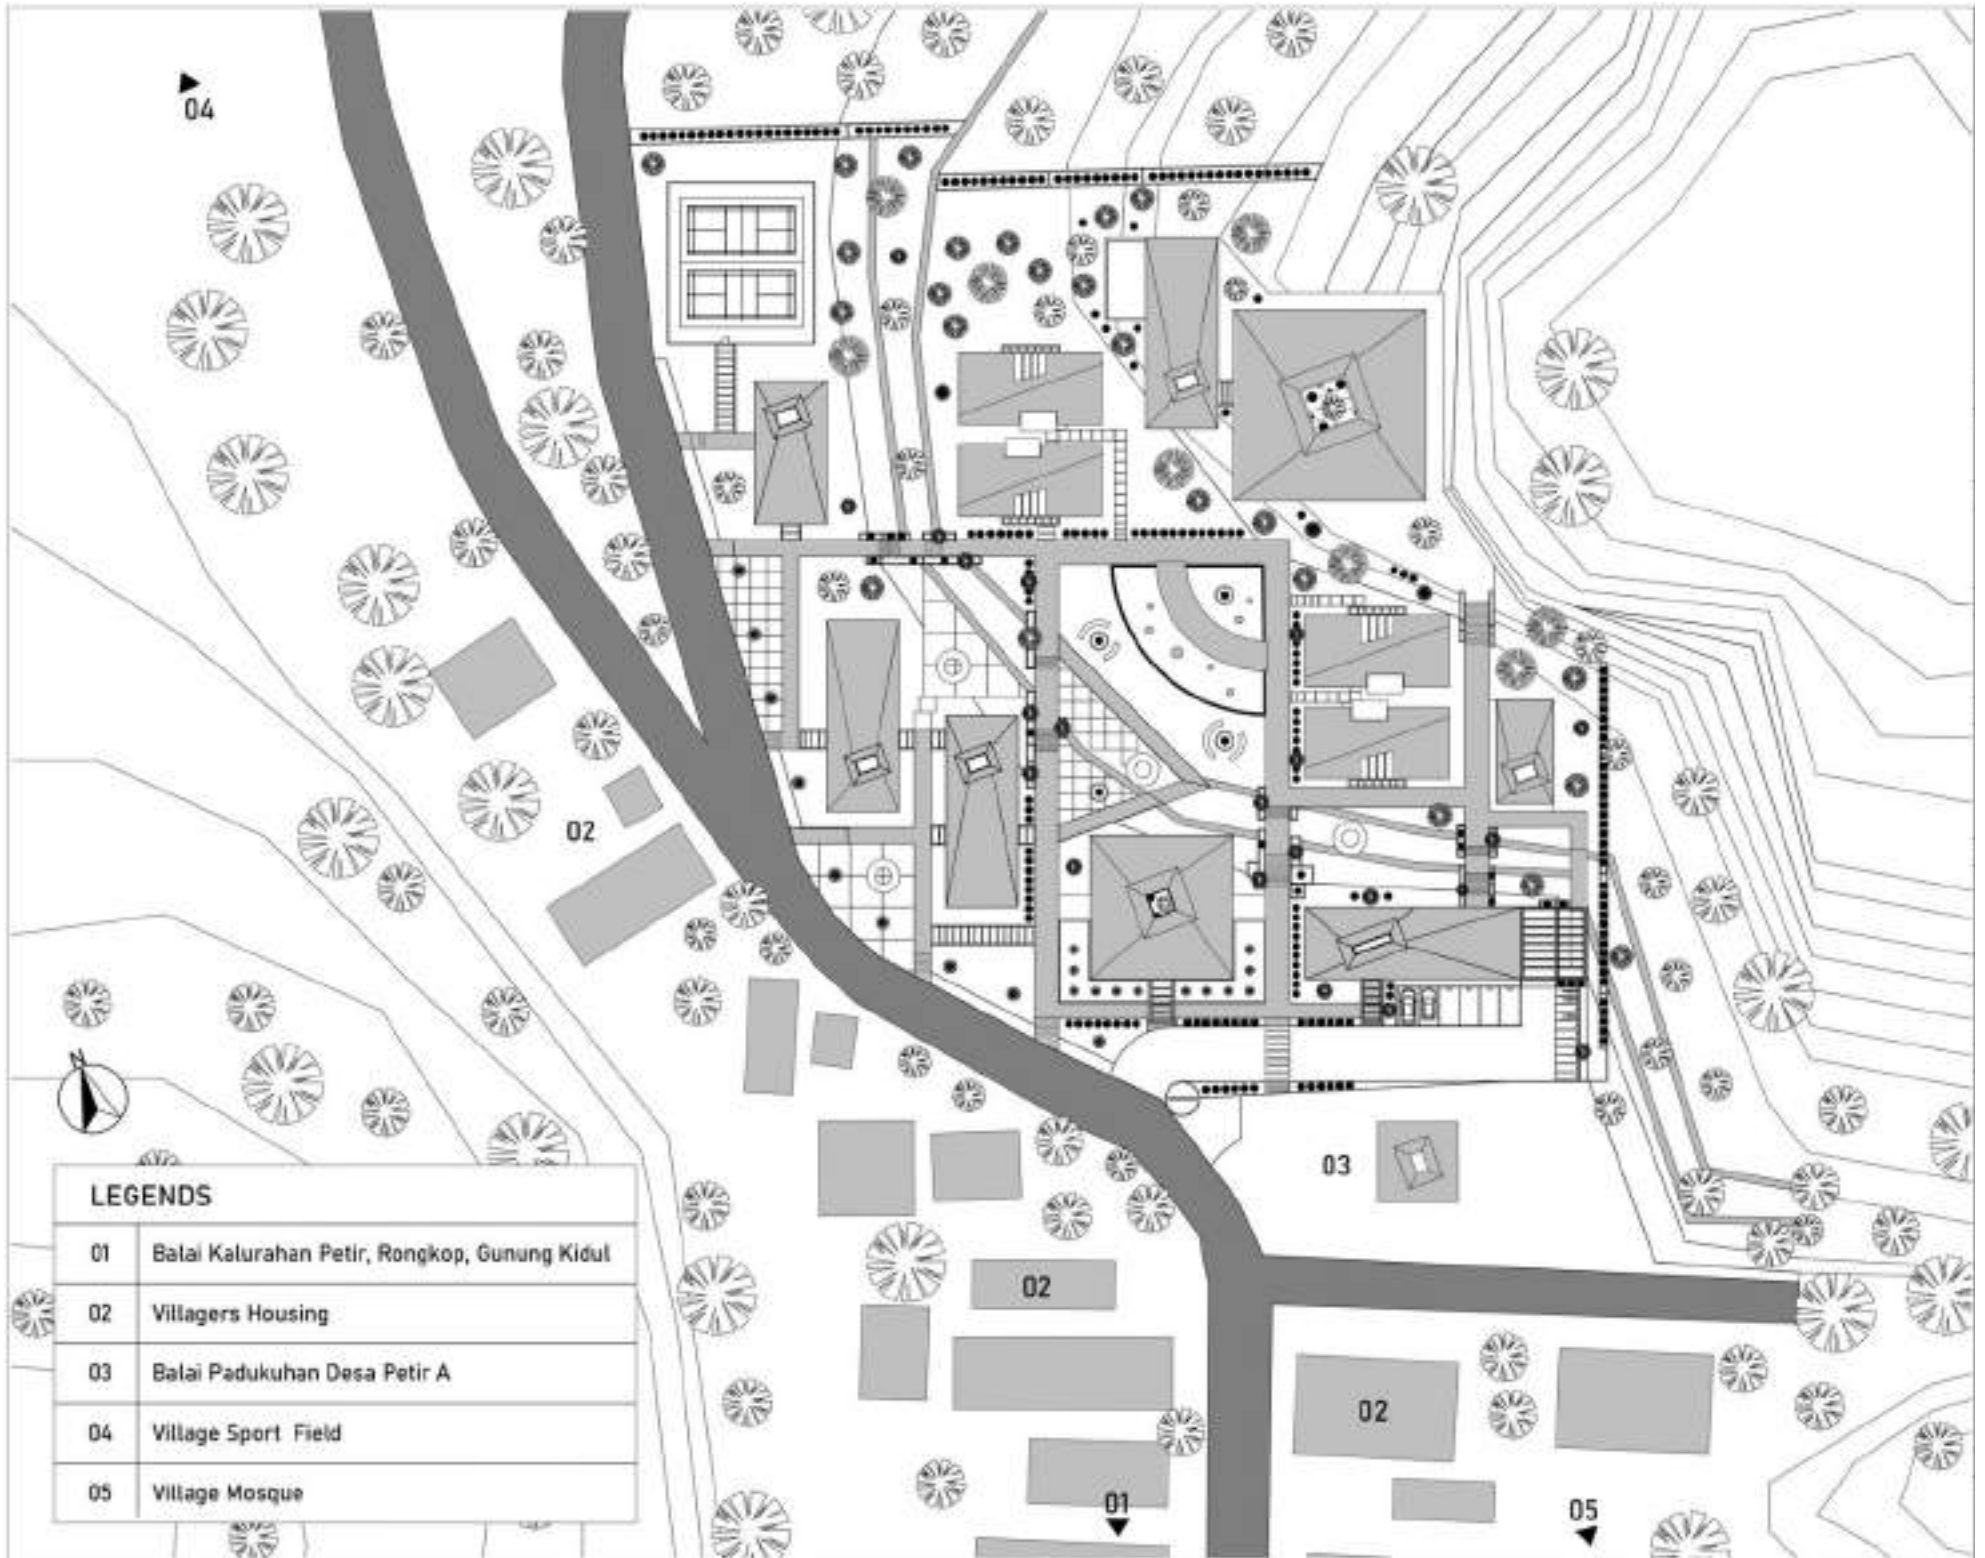 04
02
N
03
LEGENDS
01 Balai Kalurahan Petir, Rongkop, Gunung Kidul
02 Villagers Housing
03 Balai Padukuhan Desa Petir A
04 Village Sport Field
05 Village Mosque
02
02
01
05